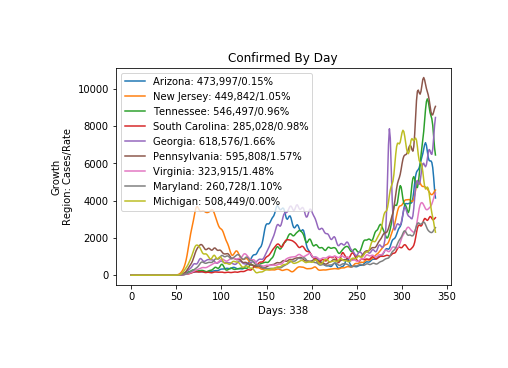 Confirmed By Day
Growth
Region: Cases/Rate
10000
8000
6000
4000
2000
0
Arizona: 473,997/0.15%
New Jersey: 449,842/1.05%
Tennessee: 546,497/0.96%
South Carolina: 285,028/0.98%
Georgia: 618,576/1.66%
Pennsylvania: 595,808/1.57%
Virginia: 323,915/1.48%
Maryland: 260,728/1.10%
Michigan: 508,449/0.00%
0 50 100 150 200 250 300 350
Days: 338